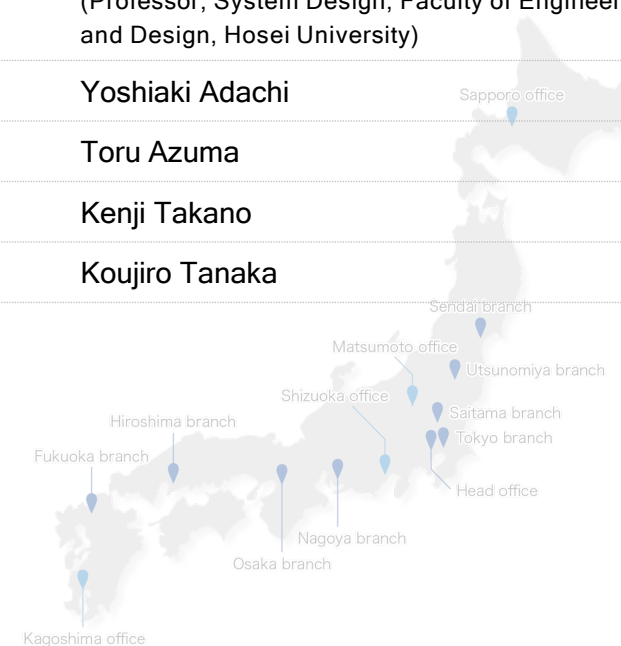 (Professor, System Design, Faculty of Engineer
and Design, Hosei University)
Yoshiaki Adachi
Sapporo office
Toru Azuma
Kenji Takano
Koujiro Tanaka
Sendai branch
Matsumoto office
Utsunomiya branch
Shizuoka office
Saitama branch
Hiroshima branch
Tokyo branch
Fukuoka branch
Head office
Nagoya branch
Osaka branch
Kagoshima office